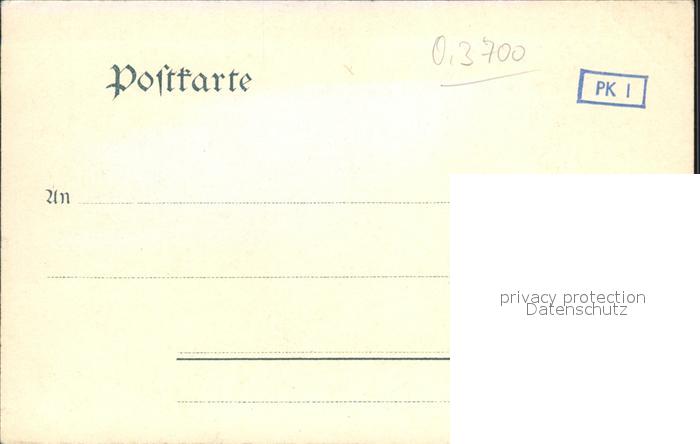 0.3700
Postkarte
PK I
An
privacy protection
Datenschutz